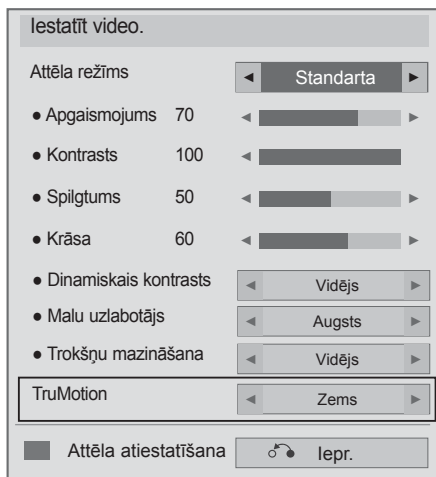 Iestatīt video.
Attēla režīms ◄ Standarta ►
● Apgaismojums 70 ◄ ►
● Kontrasts 100 ◄
● Spilgtums 50 ◄ ►
● Krāsa 60 ◄ ►
● Dinamiskais kontrasts ◄ Vidējs ►
● Malu uzlabotājs ◄ Augsts ►
● Trokšņu mazināšana ◄ Vidējs ►
TruMotion ◄ Zems ►
Attēla atiestatīšana Iepr.